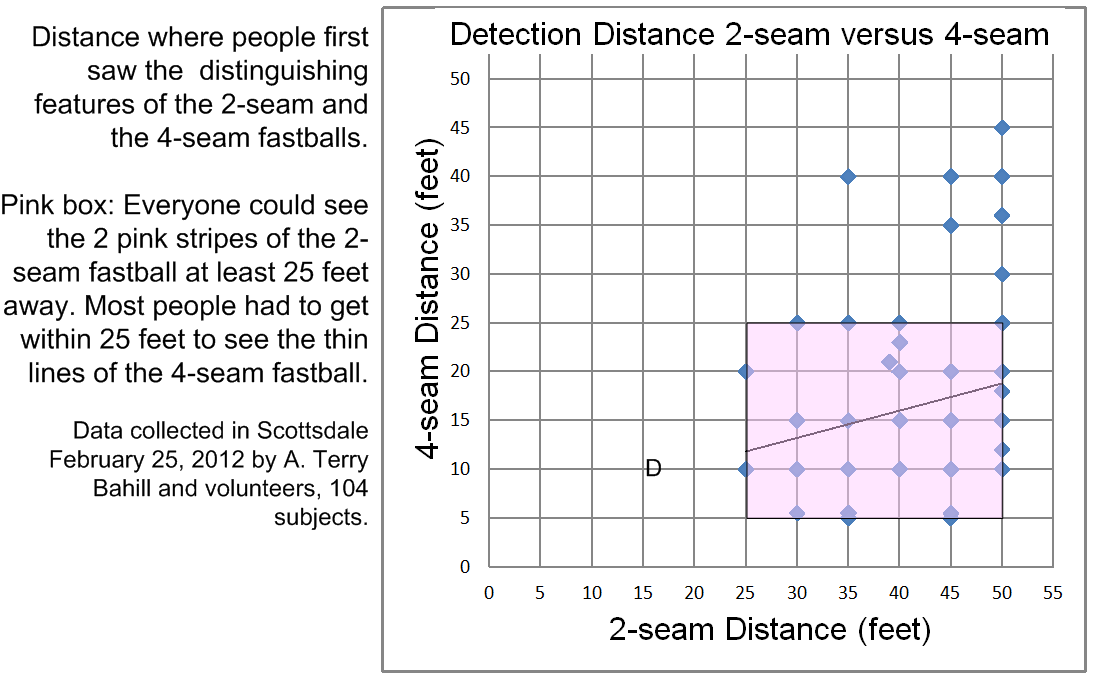 Distance where people first
saw the distinguishing
features of the 2-seam and
the 4-seam fastballs.
Pink box: Everyone could see
the 2 pink stripes of the 2-
seam fastball at least 25 feet
away. Most people had to get
within 25 feet to see the thin
lines of the 4-seam fastball.
Data collected in Scottsdale
February 25, 2012 by A. Terry
Bahill and volunteers, 104
subjects.
Detection Distance 2-seam versus 4-seam
4-seam Distance (feet)
50
45
40
35
30
25
20
15
10
5
0
D
0 5 10 15 20 25 30 35 40 45 50 55
2-seam Distance (feet)